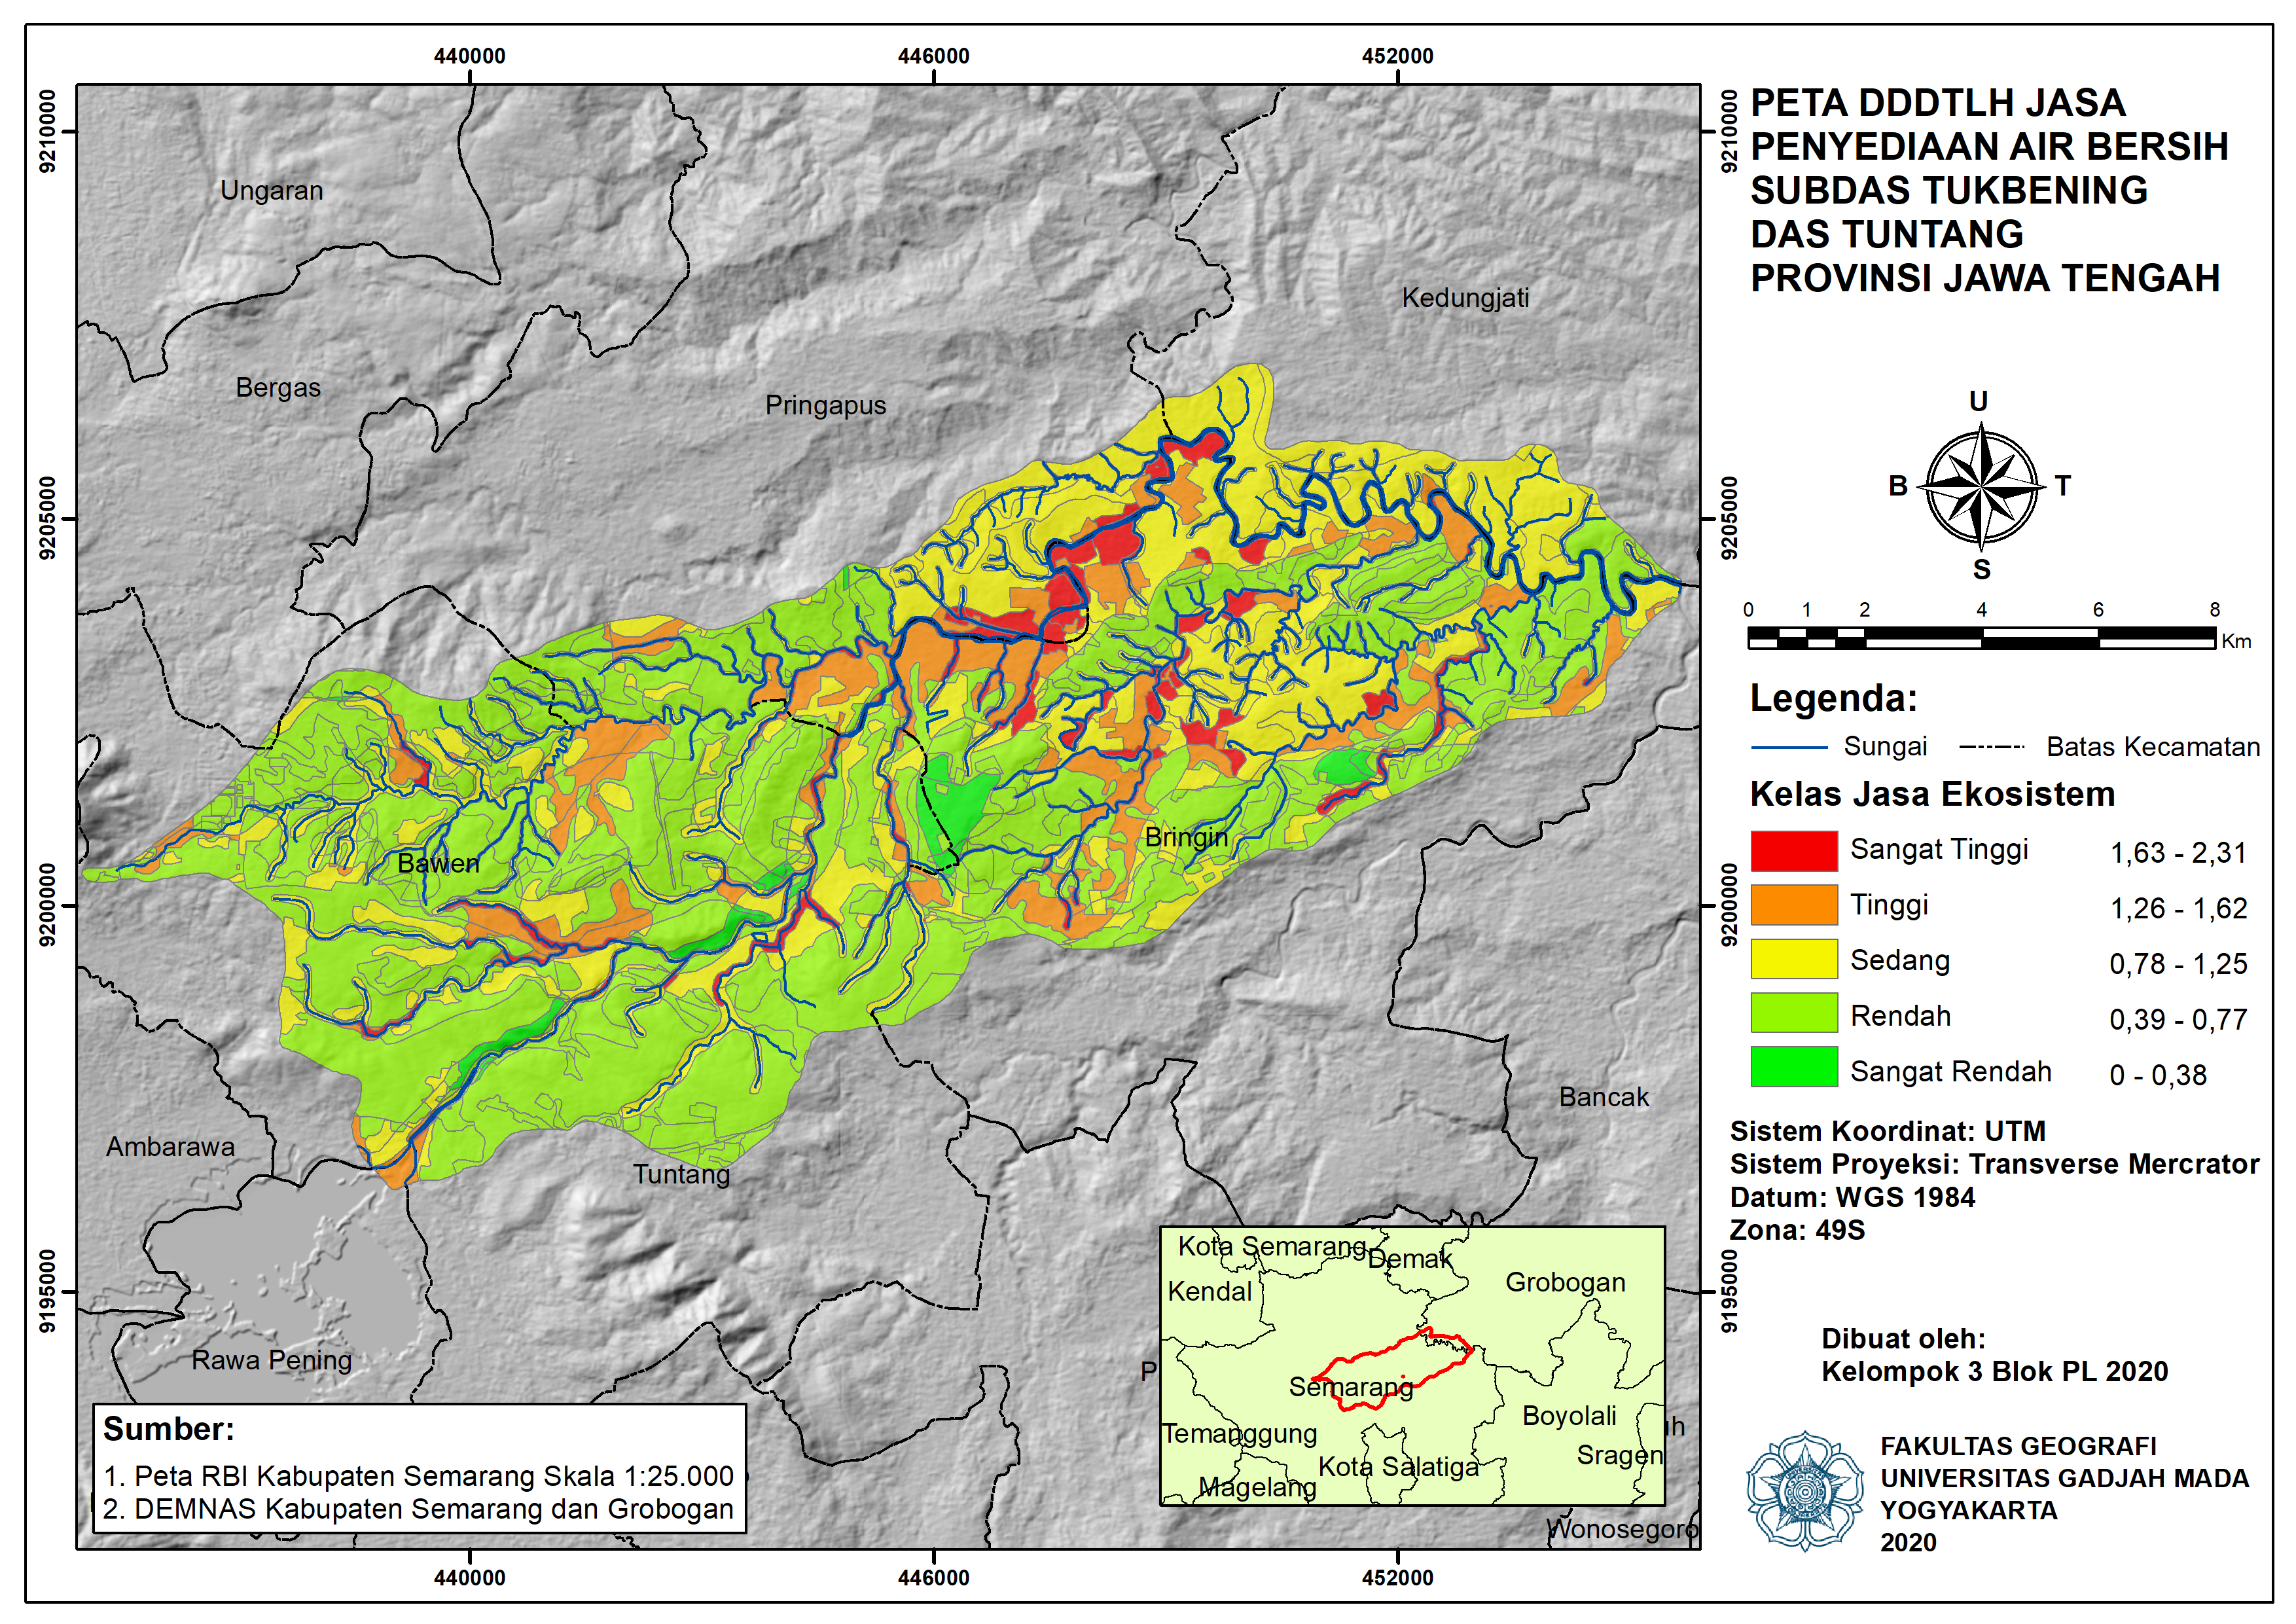 440000
446000
452000
9210000
9205000
9200000
9195000
PETA DDDTLH JASA
PENYEDIAAN AIR BERSIH
SUBDAS TUKBENING
DAS TUNTANG
PROVINSI JAWA TENGAH
9210000
9205000
9200000
9195000
Ungaran
Bergas
Pringapus
Kedungjati
Bawen
Bringin
Bancak
Ambarawa
Tuntang
Rawa Pening
Wonosegoro
U
B
T
S
0 1 2 4 6 8
Km
Legenda:
Sungai Batas Kecamatan
Kelas Jasa Ekosistem
Sangat Tinggi 1,63 - 2,31
Tinggi 1,26 - 1,62
Sedang 0,78 - 1,25
Rendah 0,39 - 0,77
Sangat Rendah 0 - 0,38
Sistem Koordinat: UTM
Sistem Proyeksi: Transverse Mercrator
Datum: WGS 1984
Zona: 49S
Kota Semarang
Demak
Kendal
Grobogan
Semarang
Temanggung
Boyolali
Sragen
Kota Salatiga
Magelang
Sumber:
1. Peta RBI Kabupaten Semarang Skala 1:25.000
2. DEMNAS Kabupaten Semarang dan Grobogan
Dibuat oleh:
Kelompok 3 Blok PL 2020
FAKULTAS GEOGRAFI
UNIVERSITAS GADJAH MADA
YOGYAKARTA
2020
440000
446000
452000